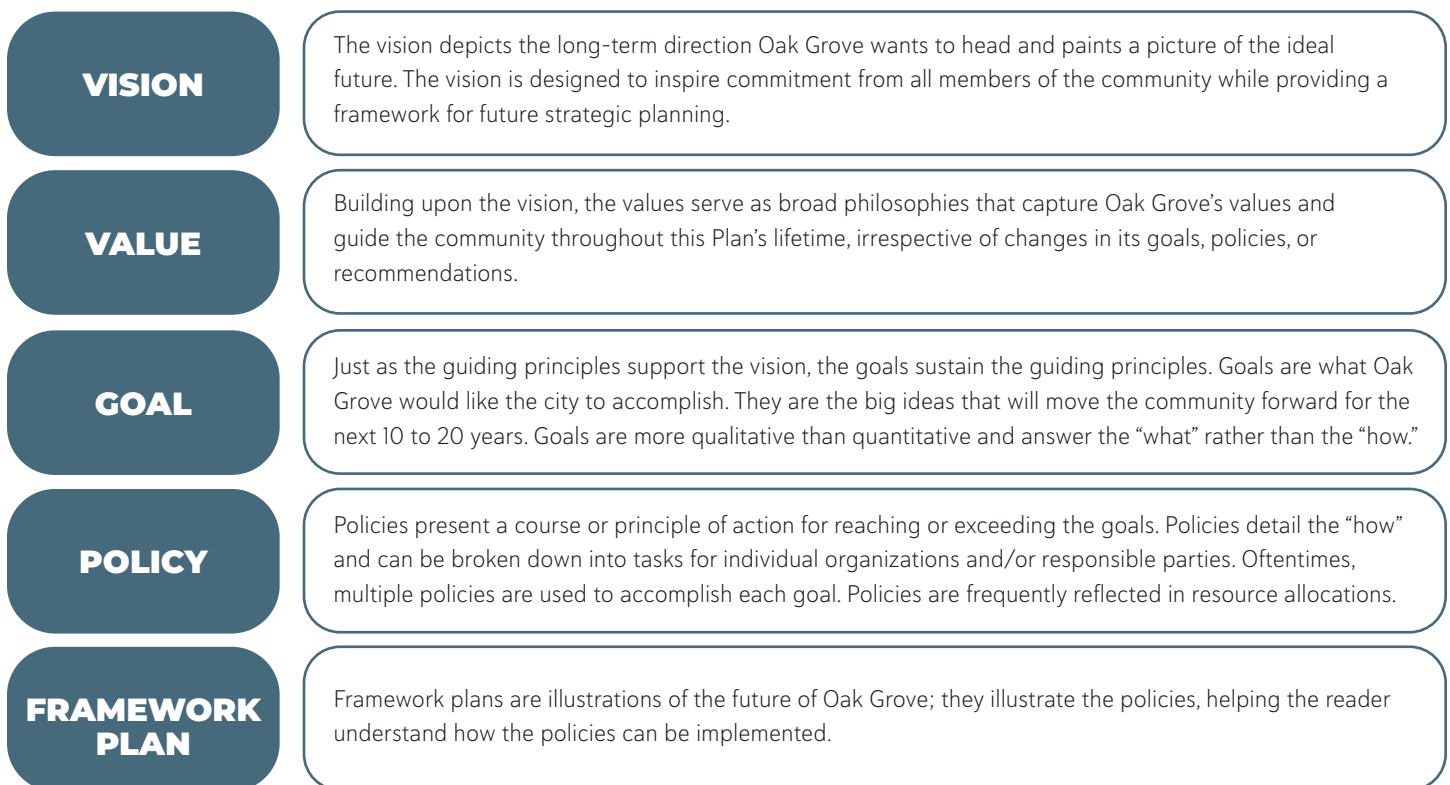 VISION
The vision depicts the long-term direction Oak Grove wants to head and paints a picture of the ideal
future. The vision is designed to inspire commitment from all members of the community while providing a
framework for future strategic planning.
VALUE
Building upon the vision, the values serve as broad philosophies that capture Oak Grove's values and
guide the community throughout this Plan's lifetime, irrespective of changes in its goals, policies, or
recommendations.
GOAL
Just as the guiding principles support the vision, the goals sustain the guiding principles. Goals are what Oak
Grove would like the city to accomplish. They are the big ideas that will move the community forward for the
next 10 to 20 years. Goals are more qualitative than quantitative and answer the “what” rather than the “how.”
POLICY
Policies present a course or principle of action for reaching or exceeding the goals. Policies detail the “how”
and can be broken down into tasks for individual organizations and/or responsible parties. Oftentimes,
multiple policies are used to accomplish each goal. Policies are frequently reflected in resource allocations.
FRAMEWORK
PLAN
Framework plans are illustrations of the future of Oak Grove; they illustrate the policies, helping the reader
understand how the policies can be implemented.